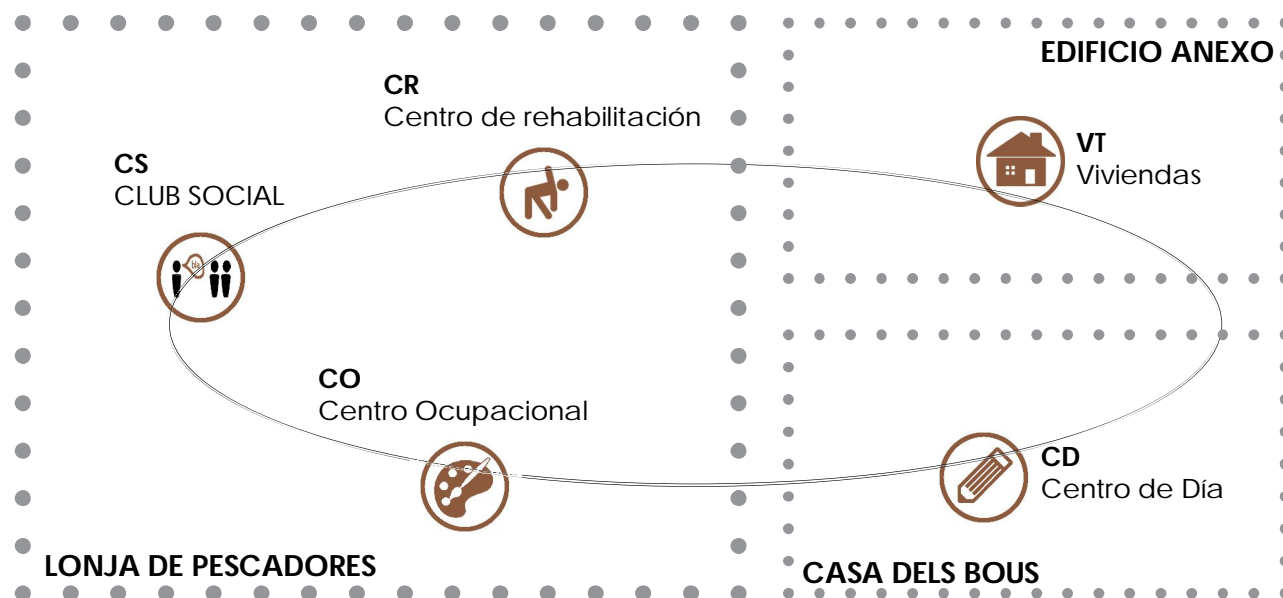 EDIFICIO ANEXO
CR
Centro de rehabilitación
VT
Viviendas
CS
CLUB SOCIAL
bla
CO
Centro Ocupacional
CD
Centro de Día
LONJA DE PESCADORES
CASA DELS BOUS